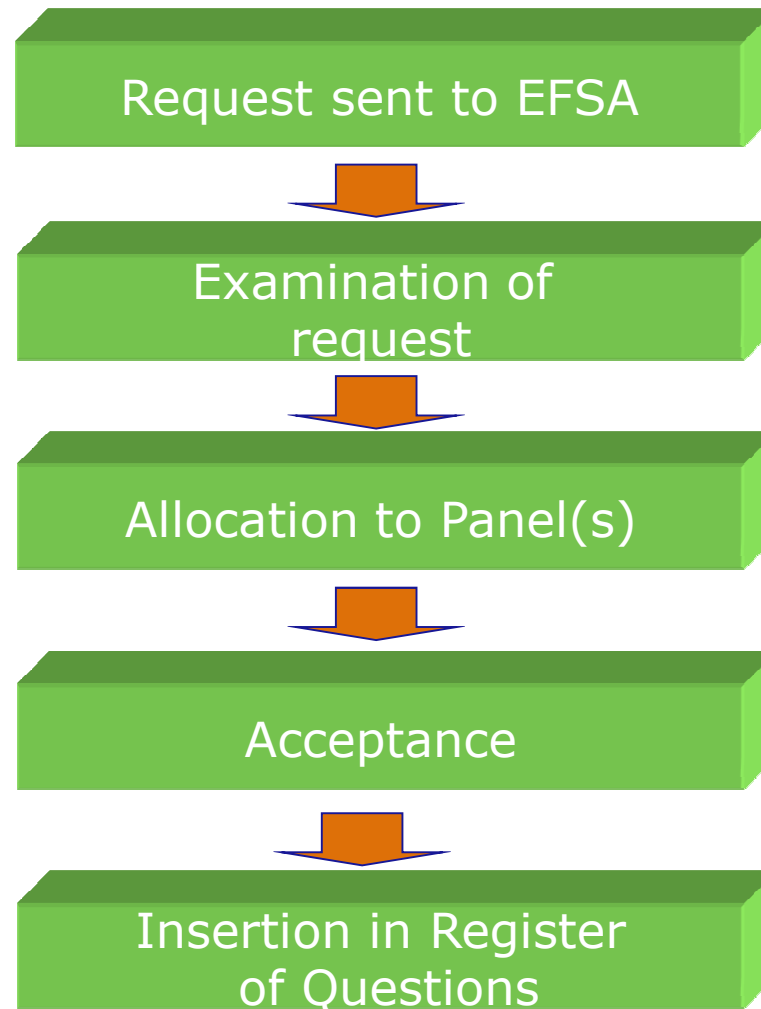 Request sent to EFSA
Examination of
request
Allocation to Panel(s)
Acceptance
Insertion in Register
of Questions